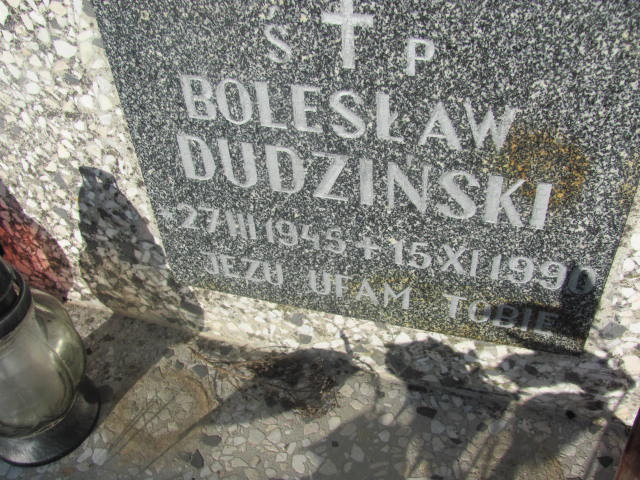 Ś P
BOLESŁAW
DUDZIŃSKI
*27 III 1945 + 15 XI 1990
JEZU UFAM TOBIE